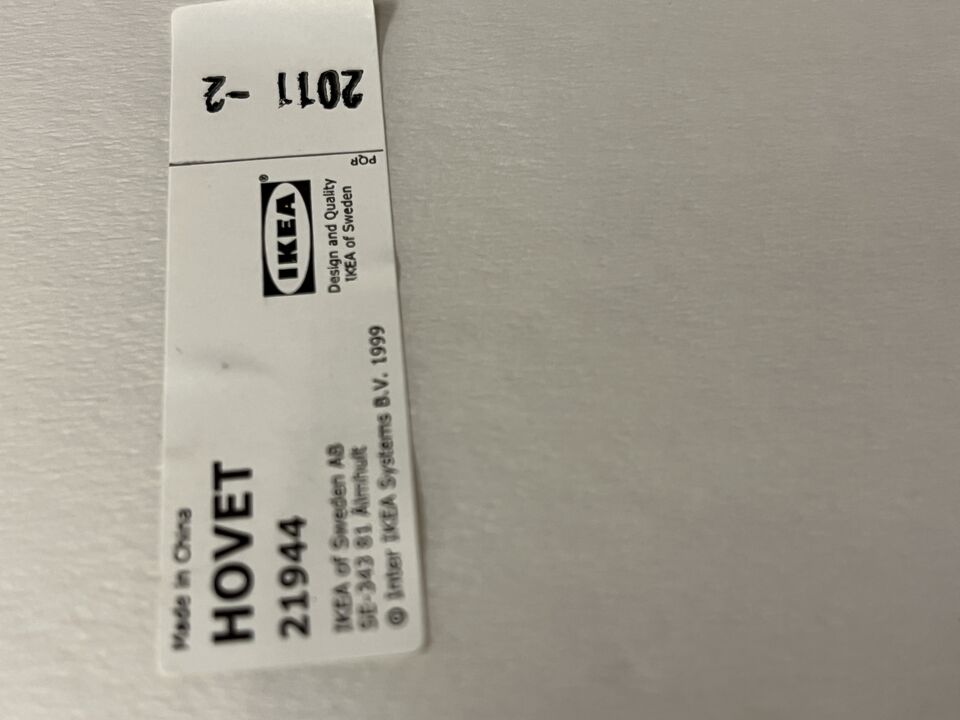 Made in China
HOVET
21944
IKEA of Sweden AB
SE-343 81 Älmhult
© Inter IKEA Systems B.V. 1999
IKEA®
Design and Quality
IKEA of Sweden
PQR
2011 -2